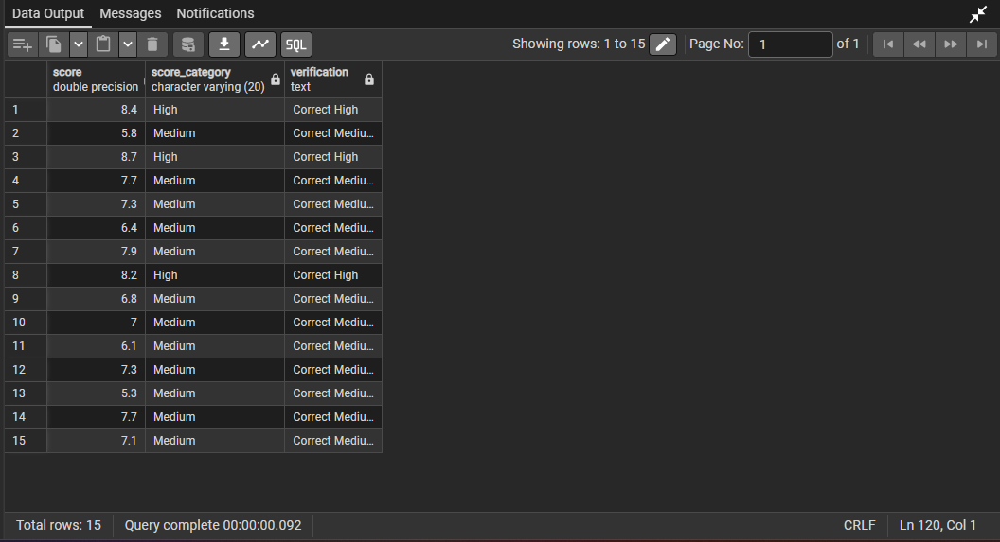 Data Output Messages Notifications
SQL Showing rows: 1 to 15 Page No: 1 of 1
score score_category verification
double precision character varying (20) text
1 8.4 High Correct High
2 5.8 Medium Correct Mediu...
3 8.7 High Correct High
4 7.7 Medium Correct Mediu...
5 7.3 Medium Correct Mediu...
6 6.4 Medium Correct Mediu...
7 7.9 Medium Correct Mediu...
8 8.2 High Correct High
9 6.8 Medium Correct Mediu...
10 7 Medium Correct Mediu...
11 6.1 Medium Correct Mediu...
12 7.3 Medium Correct Mediu...
13 5.3 Medium Correct Mediu...
14 7.7 Medium Correct Mediu...
15 7.1 Medium Correct Mediu...
Total rows: 15 Query complete 00:00:00.092 CRLF Ln 120, Col 1